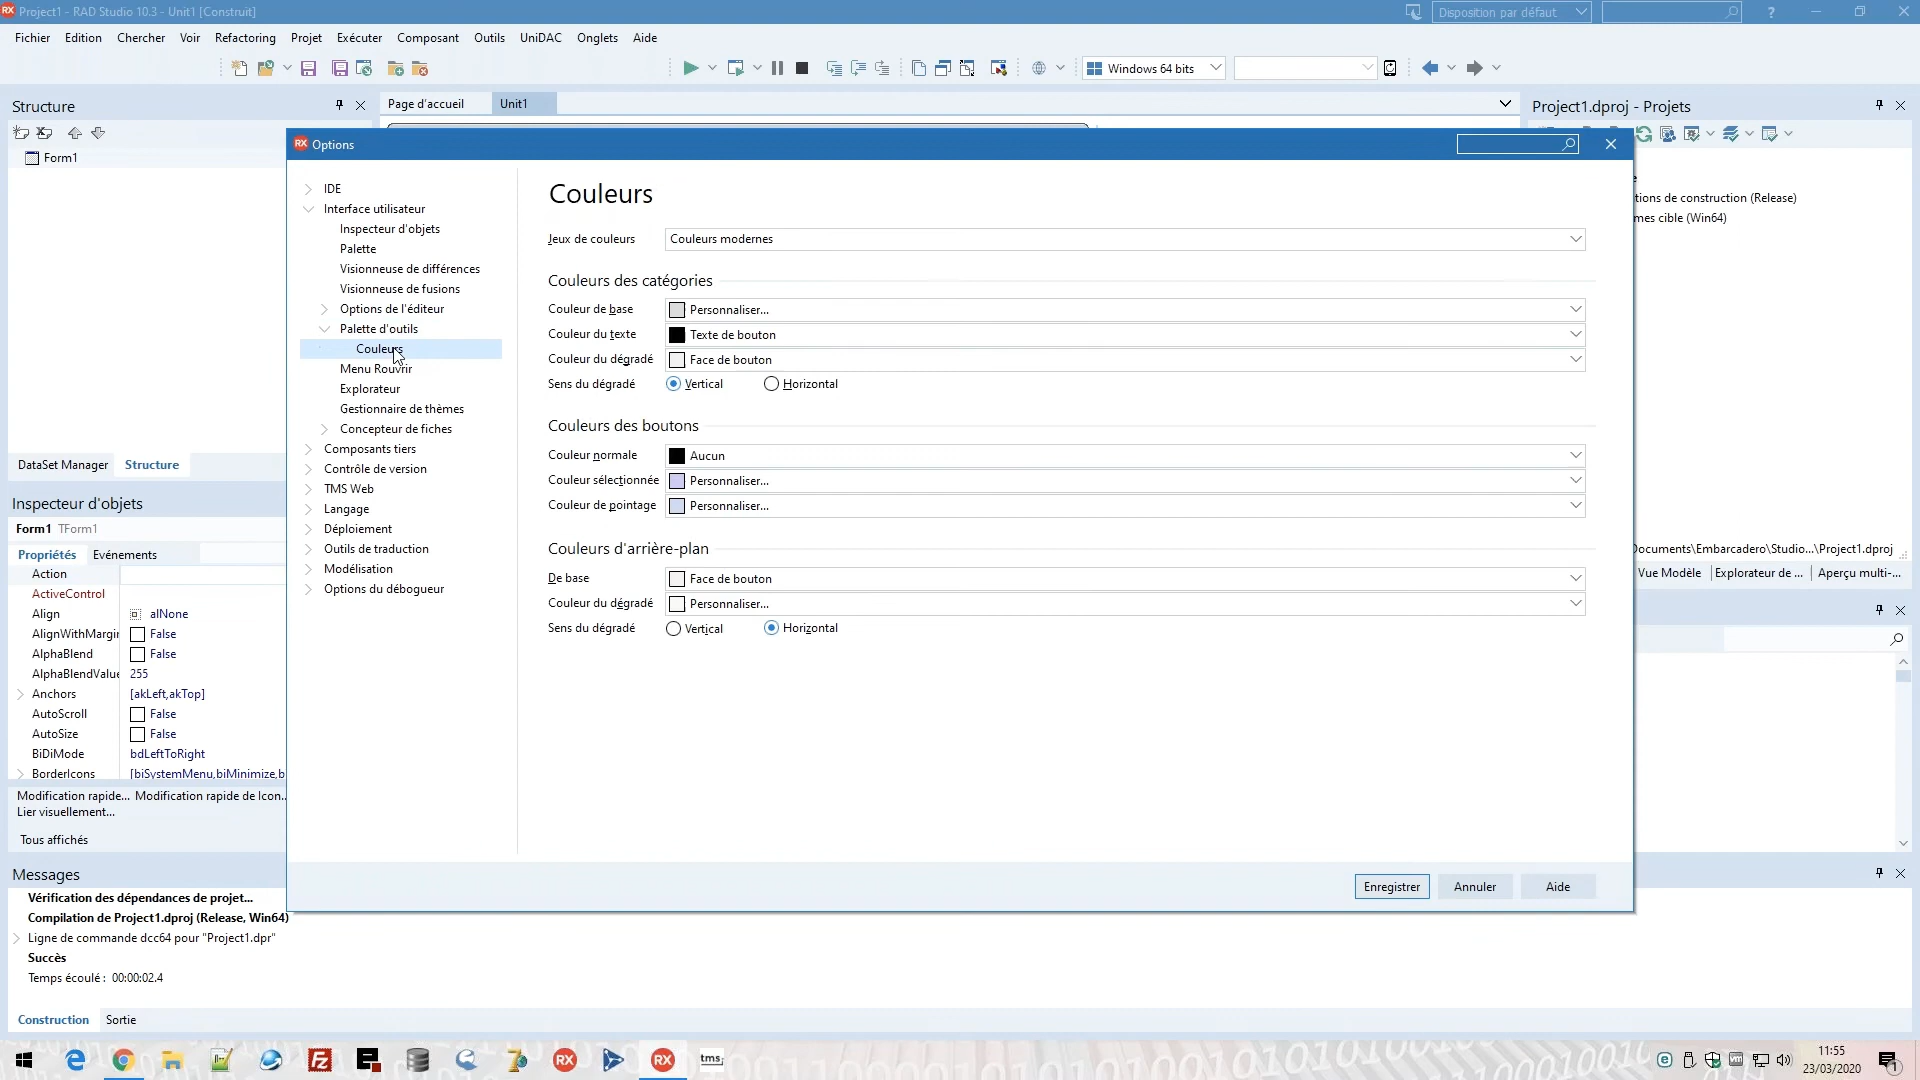 Project1 - RAD Studio 10.3 - Unit1 [Construit]
Disposition par défaut
?
Fichier Edition Chercher Voir Refactoring Projet Exécuter Composant Outils UniDAC Onglets Aide
Windows 64 bits
Structure
Page d'accueil
Unit1
Project1.dproj - Projets
Form1
Options
IDE
Interface utilisateur
Inspecteur d'objets
Palette
Visionneuse de différences
Visionneuse de fusions
Options de l'éditeur
Palette d'outils
Couleurs
Menu Rouvrir
Explorateur
Gestionnaire de thèmes
Concepteur de fiches
Composants tiers
Contrôle de version
TMS Web
Langage
Déploiement
Outils de traduction
Modélisation
Options du débogueur
Couleurs
Jeux de couleurs Couleurs modernes
Couleurs des catégories
Couleur de base Personnaliser...
Couleur du texte Texte de bouton
Couleur du dégradé Face de bouton
Sens du dégradé Vertical Horizontal
Couleurs des boutons
Couleur normale Aucun
Couleur sélectionnée Personnaliser...
Couleur de pointage Personnaliser...
Couleurs d'arrière-plan
De base Face de bouton
Couleur du dégradé Personnaliser...
Sens du dégradé Vertical Horizontal
Enregistrer Annuler Aide
tions de construction (Release)
mes cible (Win64)
Documents\Embarcadero\Studio...\Project1.dproj
Vue Modèle Explorateur de ... Aperçu multi-...
DataSet Manager Structure
Inspecteur d'objets
Form1 TForm1
Propriétés Evénements
Action
ActiveControl
Align alNone
AlignWithMargin False
AlphaBlend False
AlphaBlendValue 255
Anchors [akLeft,akTop]
AutoScroll False
AutoSize False
BiDiMode bdLeftToRight
BorderIcons [biSystemMenu,biMinimize,b
Modification rapide... Modification rapide de Icon...
Lier visuellement...
Tous affichés
Messages
Vérification des dépendances de projet...
Compilation de Project1.dproj (Release, Win64)
Ligne de commande dcc64 pour "Project1.dpr"
Succès
Temps écoulé : 00:00:02.4
Construction Sortie
RX
RX
tms
11:55
23/03/2020